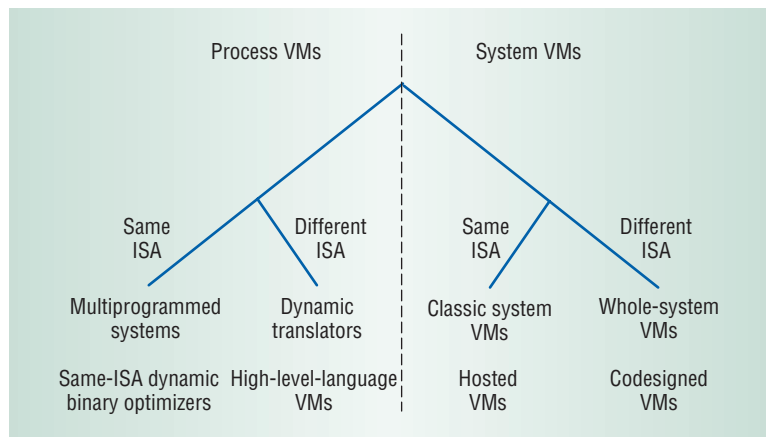 Process VMs
System VMs
Same
ISA
Different
ISA
Same
ISA
Different
ISA
Multiprogrammed
systems
Dynamic
translators
Classic system
VMs
Whole-system
VMs
Same-ISA dynamic
binary optimizers
High-level-language
VMs
Hosted
VMs
Codesigned
VMs